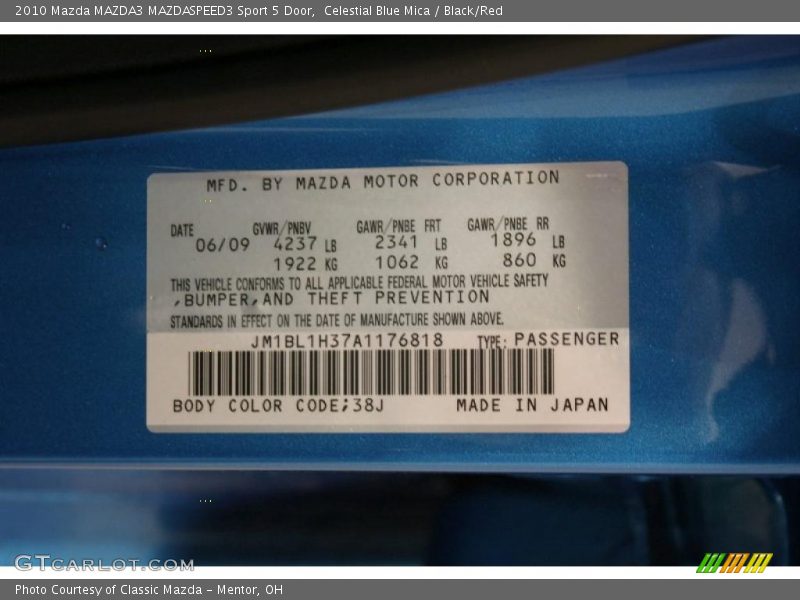 2010 Mazda MAZDA3 MAZDASPEED3 Sport 5 Door,  Celestial Blue Mica / Black/Red
MFD. BY MAZDA MOTOR CORPORATION
DATE GVWR/PNBV GAWR/PNBE FRT GAWR/PNBE RR
06/09 4237 LB 2341 LB 1896 LB
1922 KG 1062 KG 860 KG
THIS VEHICLE CONFORMS TO ALL APPLICABLE FEDERAL MOTOR VEHICLE SAFETY
,BUMPER,AND THEFT PREVENTION
STANDARDS IN EFFECT ON THE DATE OF MANUFACTURE SHOWN ABOVE.
JM1BL1H37A1176818 TYPE: PASSENGER
BODY COLOR CODE;38J MADE IN JAPAN
GTCARLOT.COM
Photo Courtesy of Classic Mazda - Mentor, OH